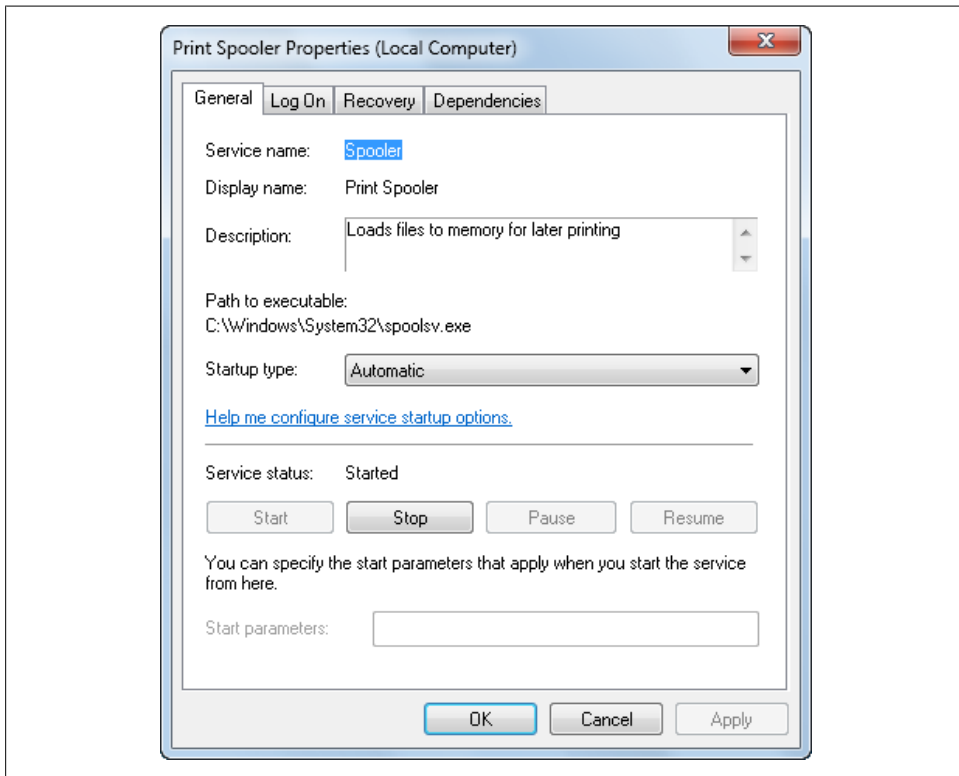 Print Spooler Properties (Local Computer)
General Log On Recovery Dependencies
Service name: Spooler
Display name: Print Spooler
Description: Loads files to memory for later printing
Path to executable:
C:\Windows\System32\spoolsv.exe
Startup type: Automatic
Help me configure service startup options.
Service status: Started
Start Stop Pause Resume
You can specify the start parameters that apply when you start the service
from here.
Start parameters:
OK Cancel Apply